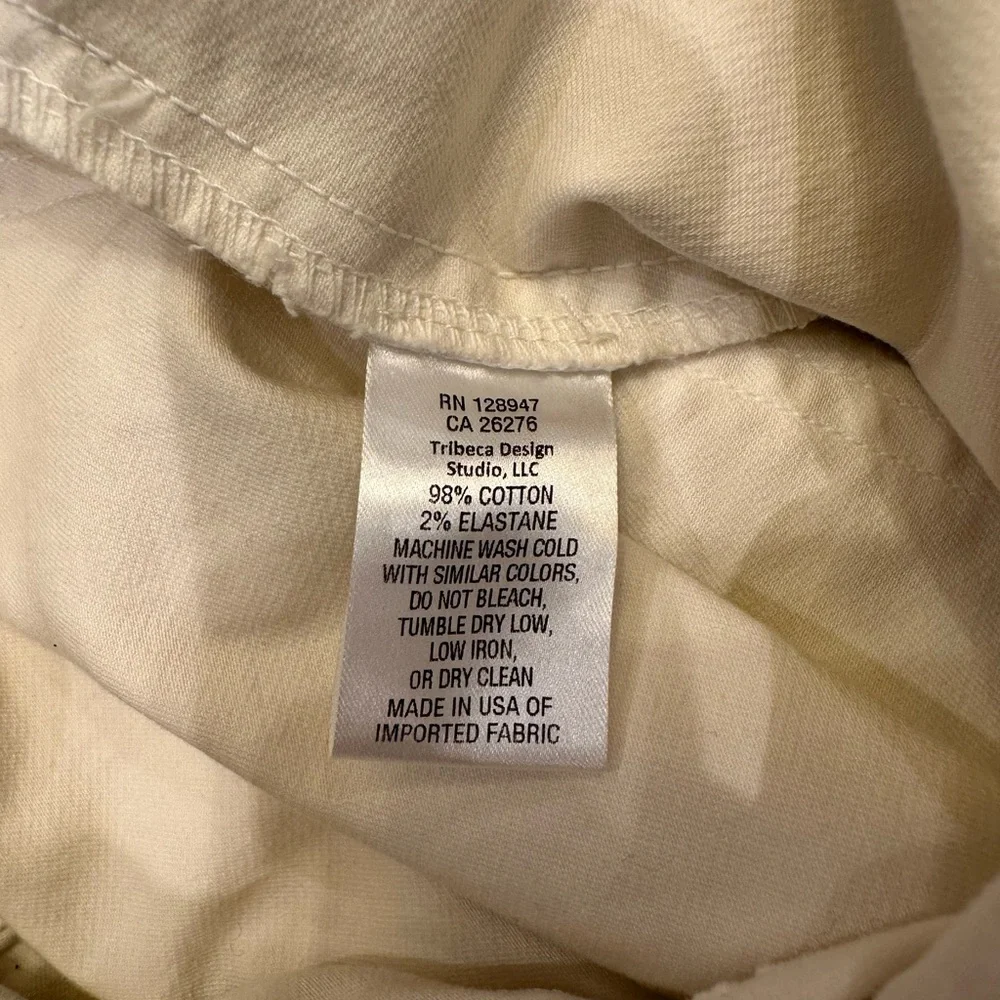 RN 128947
CA 26276
Tribeca Design
Studio, LLC
98% COTTON
2% ELASTANE
MACHINE WASH COLD
WITH SIMILAR COLORS,
DO NOT BLEACH,
TUMBLE DRY LOW,
LOW IRON,
OR DRY CLEAN
MADE IN USA OF
IMPORTED FABRIC